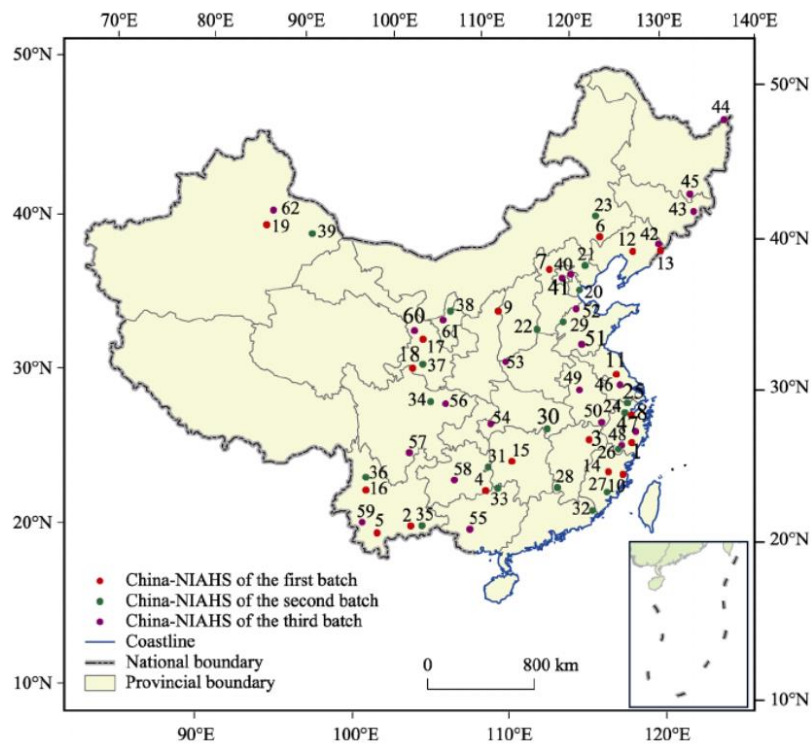 70°E 80°E 90°E 100°E 110°E 120°E 130°E 140°E
50°N 50°N
44
45
23 43
62
40°N 19 39 6 12 42 40°N
7 40 21 13
41 20
60 38 9 52
61 22 29 51
17
18 37 53 11
30°N 49 46 30°N
34 56 24 25
54 30 50 8
57 31 15 3 48 47
26 1
36 58 4 14
16 33 28 27 10
59 5 2 35 55 32
20°N 20°N
China-NIAHS of the first batch
China-NIAHS of the second batch
China-NIAHS of the third batch
Coastline
National boundary 0 800 km
Provincial boundary
10°N 10°N
90°E 100°E 110°E 120°E